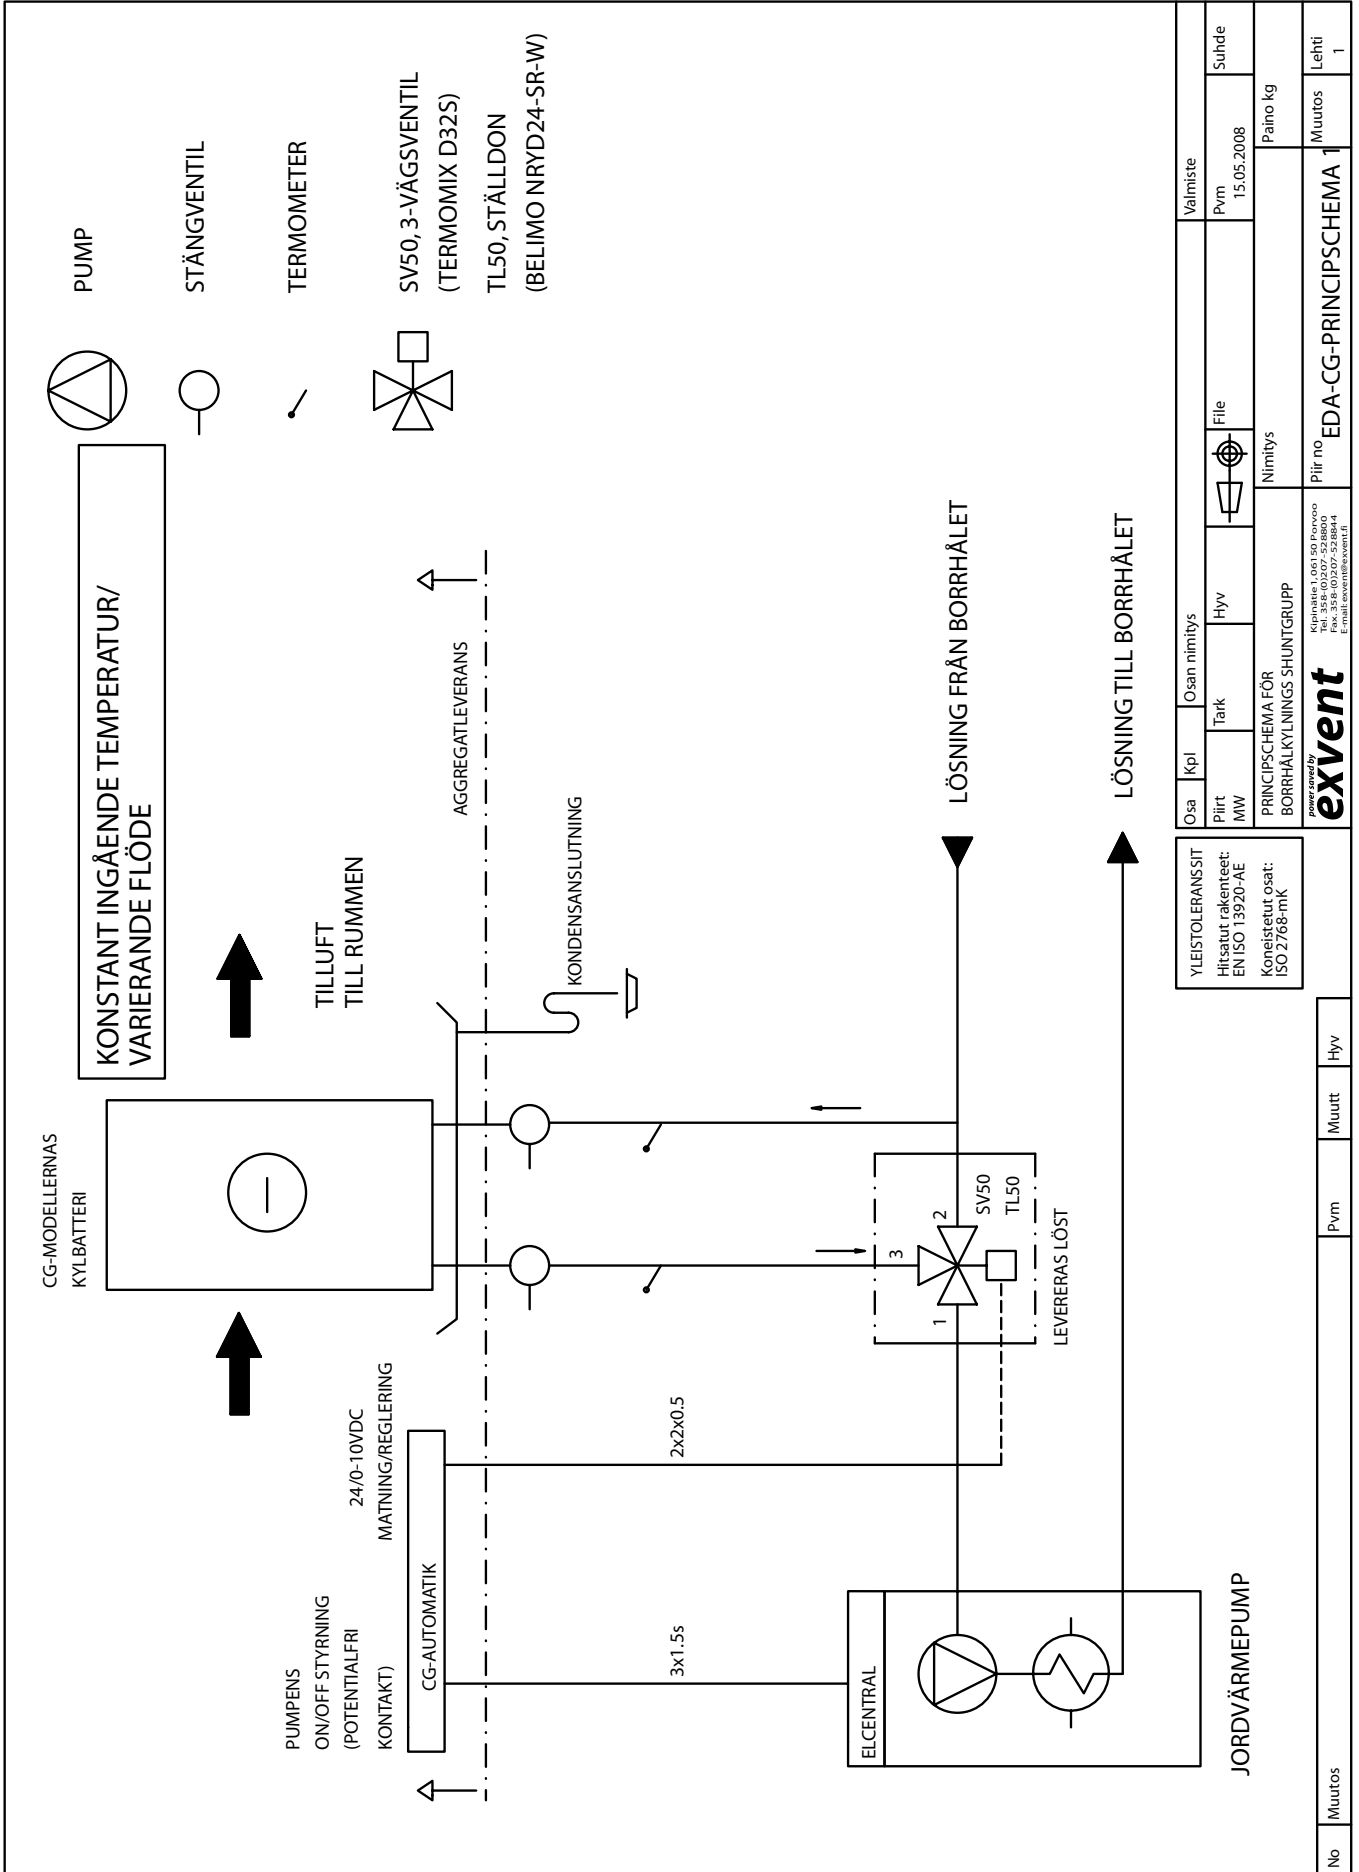 CG-MODELLERNAS
KYLBATTERI
KONSTANT INGÅENDE TEMPERATUR/
VARIERANDE FLÖDE
PUMP
STÄNGVENTIL
TERMOMETER
SV50, 3-VÄGSVENTIL
(TERMOMIX D32S)
TL50, STÄLLDON
(BELIMO NRYD24-SR-W)
TILLUFT
TILL RUMMEN
PUMPENS
ON/OFF STYRNING
(POTENTIALFRI
KONTAKT)
24/0-10VDC
MATNING/REGLERING
CG-AUTOMATIK
AGGREGATLEVERANS
KONDENSANSLUTNING
3x1.5s
2x2x0.5
ELCENTRAL
3
1
2
SV50
TL50
LEVERERAS LÖST
LÖSNING FRÅN BORRHÅLET
LÖSNING TILL BORRHÅLET
JORDVÄRMEPUMP
YLEISTOLERANSSIT
Hitsatut rakenteet:
EN ISO 13920-AE
Koneistetut osat:
ISO 2768-mK
Osa
Kpl
Osan nimitys
Valmiste
Piirt
MW
Tark
Hyv
File
Pvm
15.05.2008
Suhde
PRINCIPSCHEMA FÖR
BORRHÅLKYLNINGS SHUNTGRUPP
Nimitys
Paino kg
power saved by
exvent
Kipinätie 1, 06150 Porvoo
Tel. 358-(0)207-528800
Fax. 358-(0)207-528844
E-mail: exvent@exvent.fi
Piir no
EDA-CG-PRINCIPSCHEMA 1
Muutos
Lehti
1
No
Muutos
Pvm
Muutt
Hyv